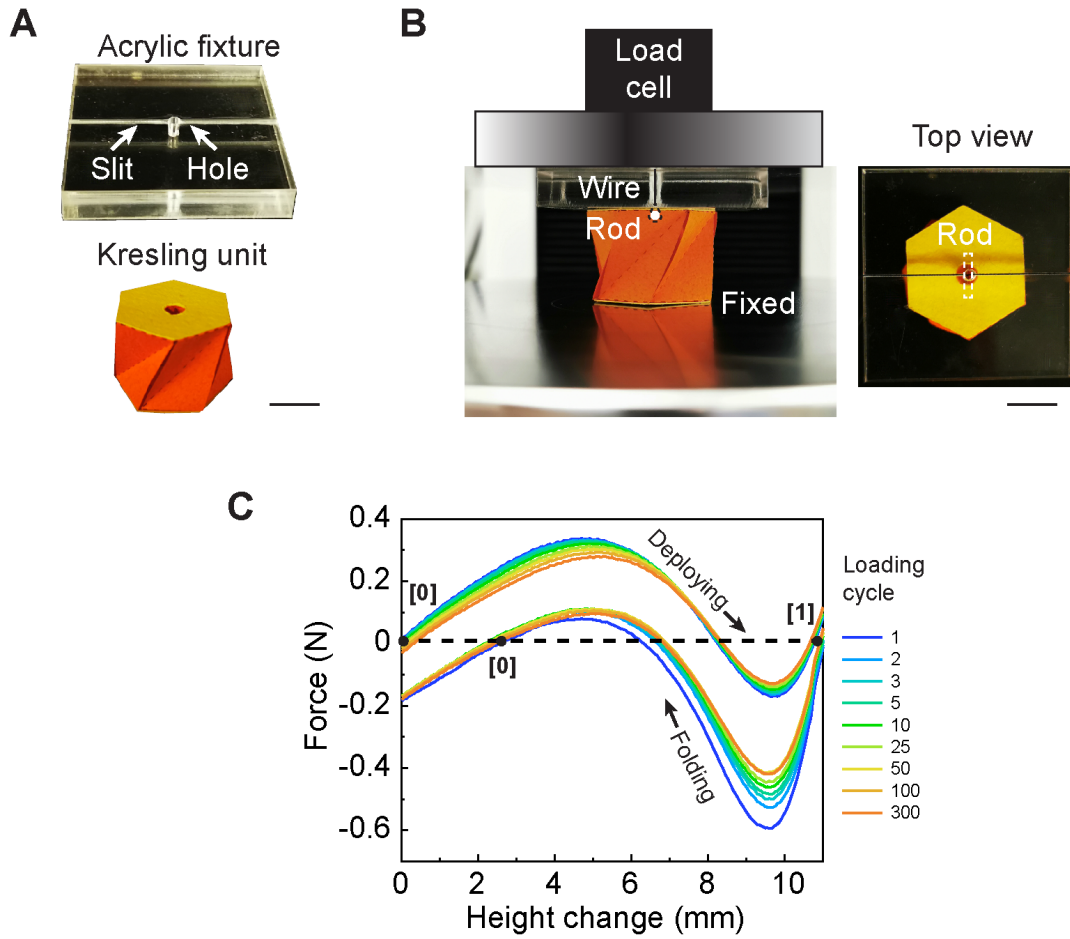 A
Acrylic fixture
Slit
Hole
Kresling unit
B
Load
cell
Wire
Rod
Fixed
Top view
Rod
C
Force (N)
0.4
0.2
0
-0.2
-0.4
-0.6
[0]
[0]
[1]
Deploying
Folding
0 2 4 6 8 10
Height change (mm)
Loading
cycle
1
2
3
5
10
25
50
100
300